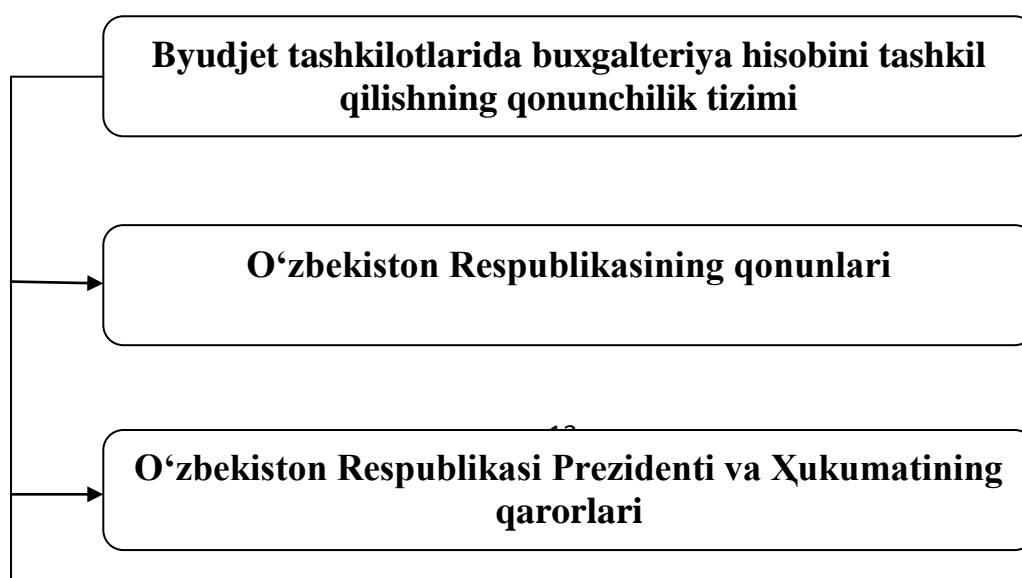 Byudjet tashkilotlarida buxgalteriya hisobini tashkil
qilishning qonunchilik tizimi
O‘zbekiston Respublikasining qonunlari
O‘zbekiston Respublikasi Prezidenti va Ҳukumatining
qarorlari